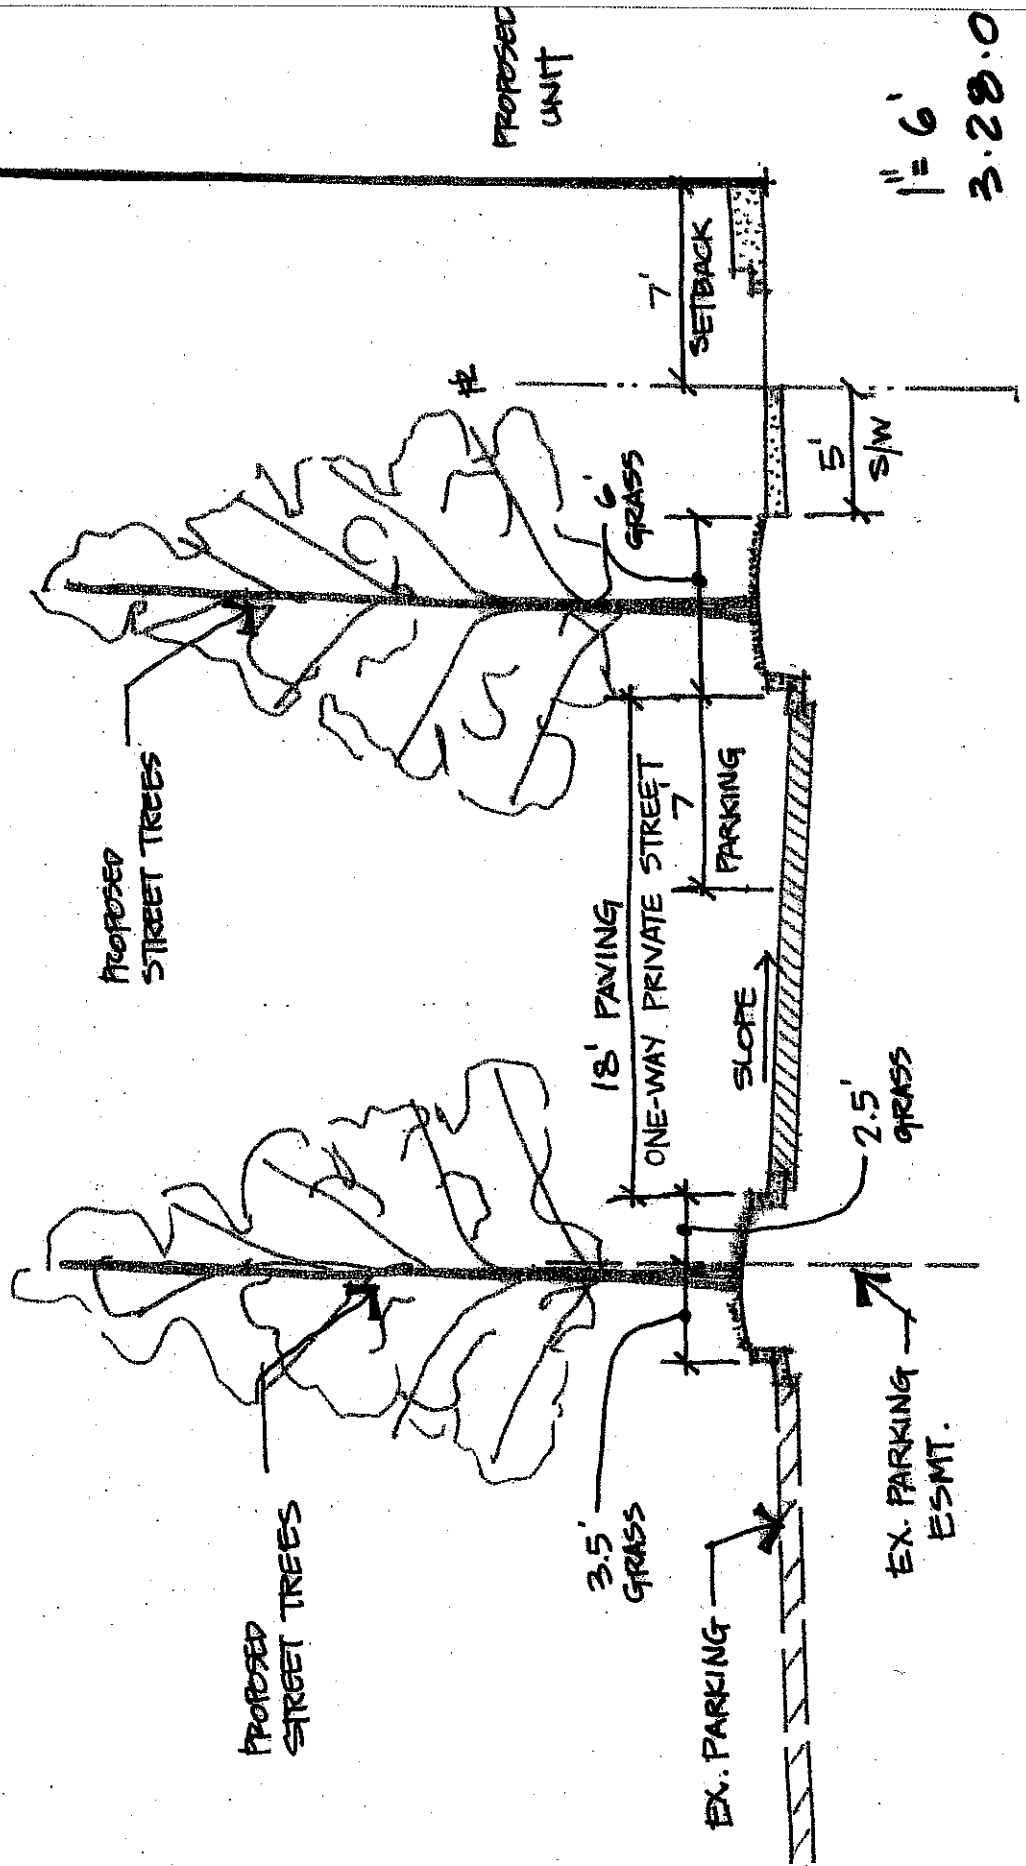 PROPOSED
STREET TREES
PROPOSED
STREET TREES
PROPOSED
UNIT
3.5'
GRASS
18' PAVING
ONE-WAY PRIVATE STREET
6'
GRASS
7'
SETBACK
7
PARKING
EX. PARKING
SLOPE
2.5'
GRASS
5'
S/W
EX. PARKING
ESMT.
1"= 6'
3.28.0